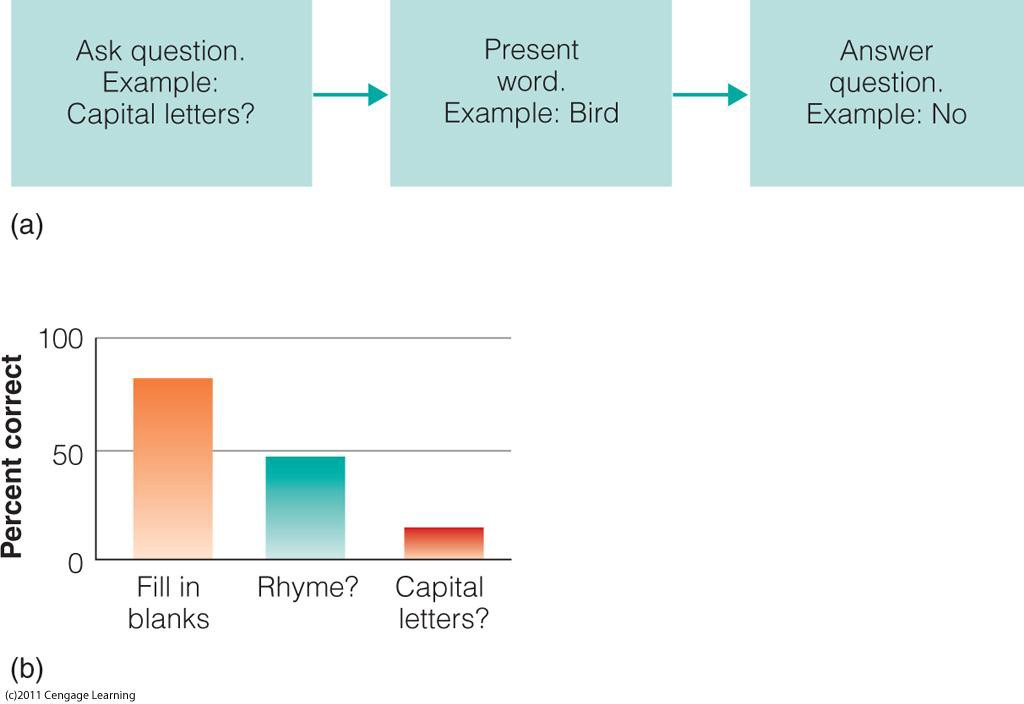 Ask question.
Example:
Capital letters?
Present
word.
Example: Bird
Answer
question.
Example: No
(a)
Percent correct
100
50
0
Fill in
blanks
Rhyme?
Capital
letters?
(b)
(c)2011 Cengage Learning